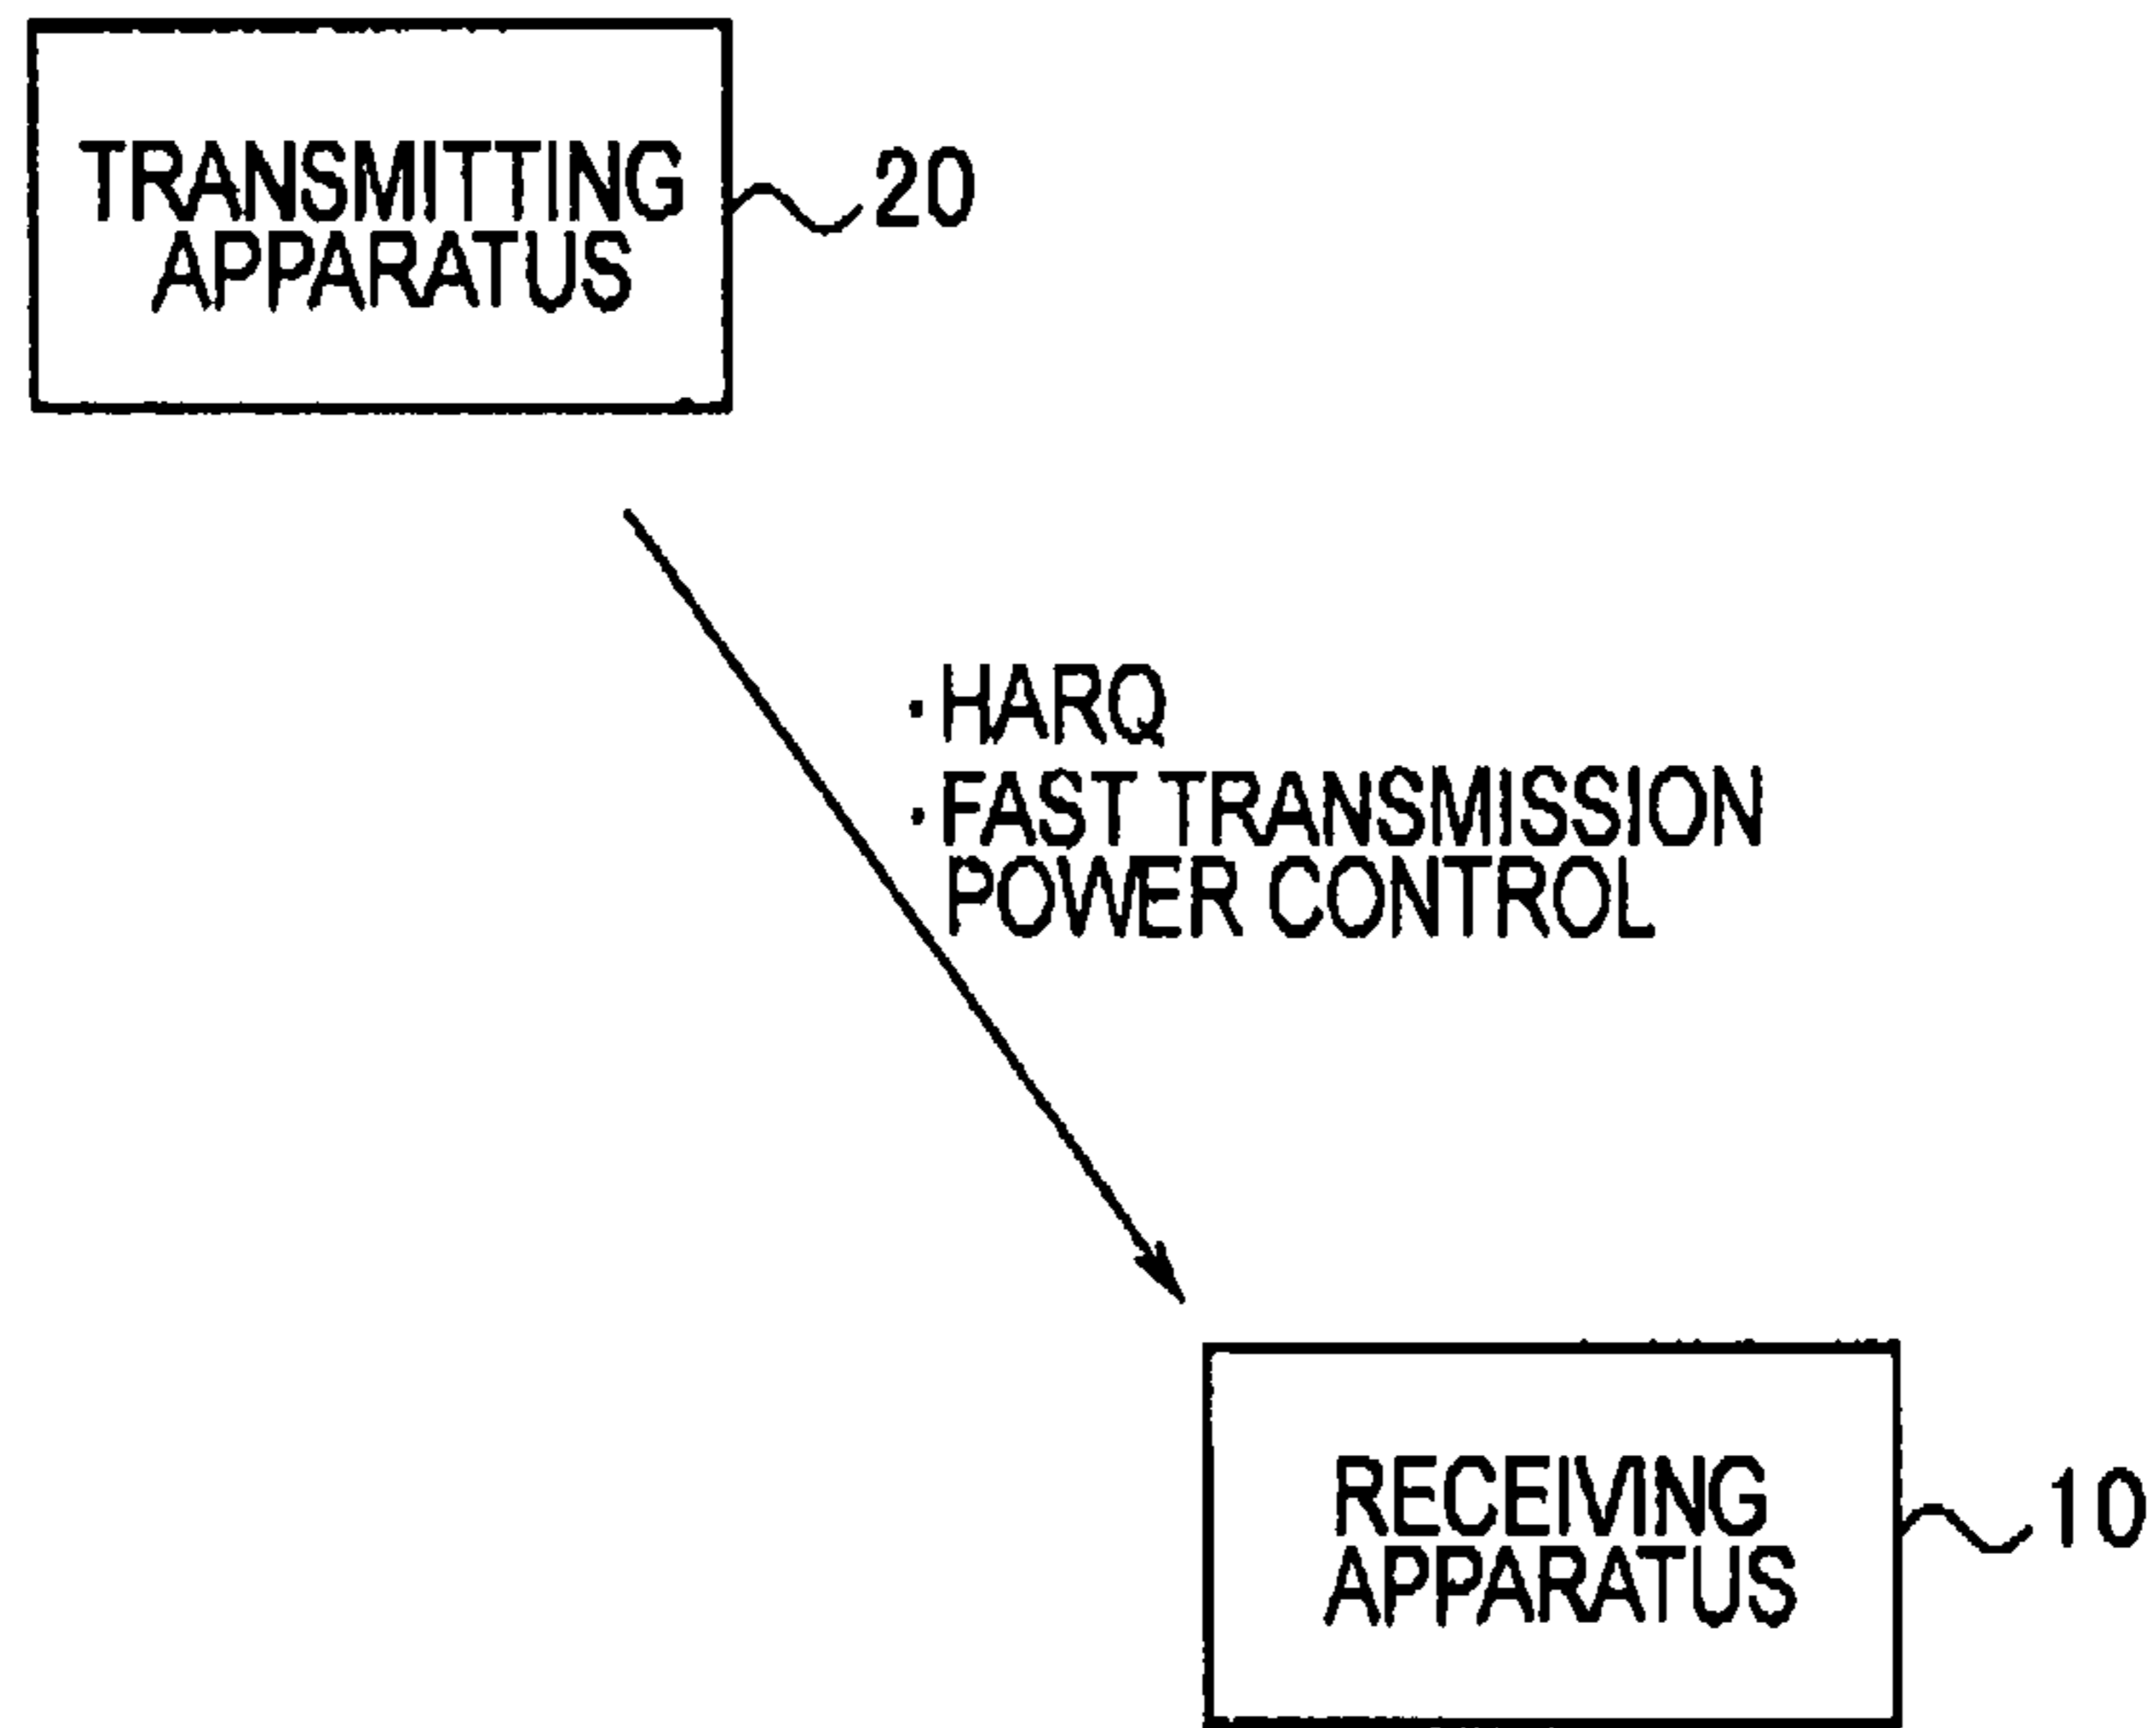 TRANSMITTING
APPARATUS
20
·HARQ
·FAST TRANSMISSION
POWER CONTROL
RECEIVING
APPARATUS
10